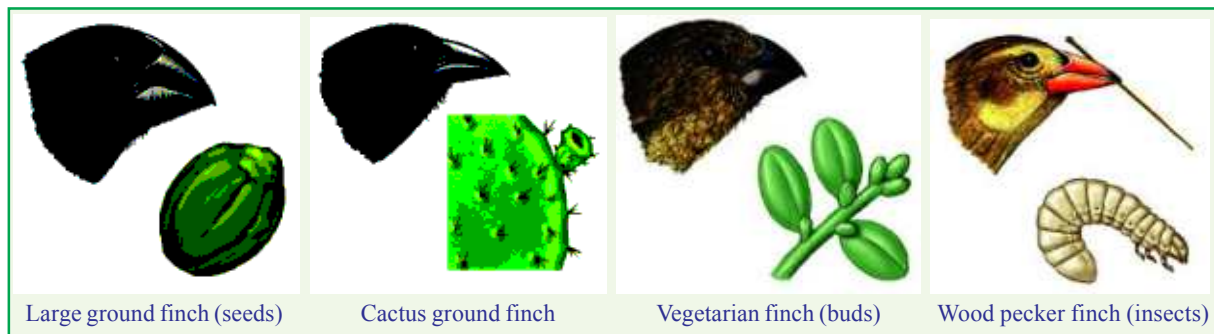 Large ground finch (seeds)
Cactus ground finch
Vegetarian finch (buds)
Wood pecker finch (insects)